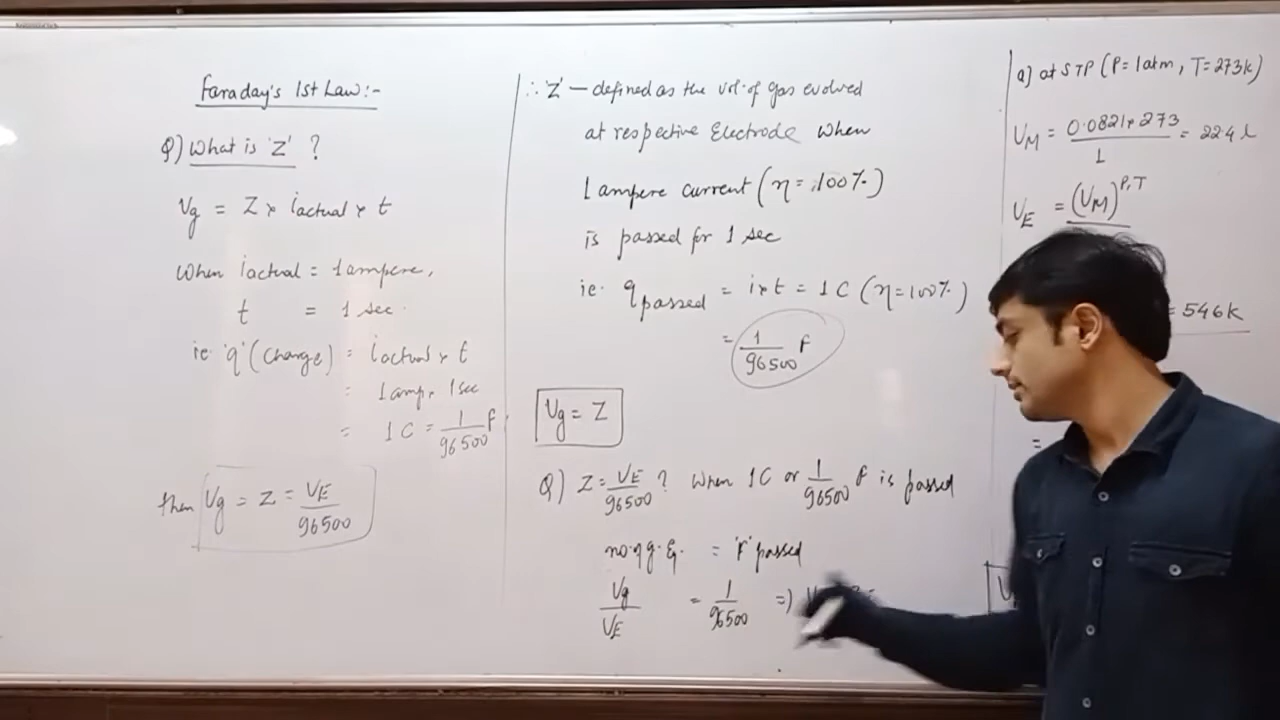 Faraday's 1st Law:-
Q) What is 'Z' ?
Vg = Z × iactual × t
When iactual = 1ampere,
t = 1 sec.
ie 'q' (Charge) = iactual × t
= 1amp × 1sec
= 1 C = 1/96500 F
then Vg = Z = VE/96500
∴ 'Z' — defined as the vol. of gas evolved
at respective Electrode when
1 ampere current (η = 100%)
is passed for 1 sec
ie. qpassed = i×t = 1 C (η=100%)
= 1/96500 F
Vg = Z
Q) Z = VE/96500 ? When 1C or 1/96500 F is passed
no. of g. Eq. = 'F' passed
Vg/VE = 1/96500 =)
a) at STP (P = 1atm, T = 273k)
VM = 0.0821×273/1 = 22.4 l
VE = (VM)P,T
= 546k
=